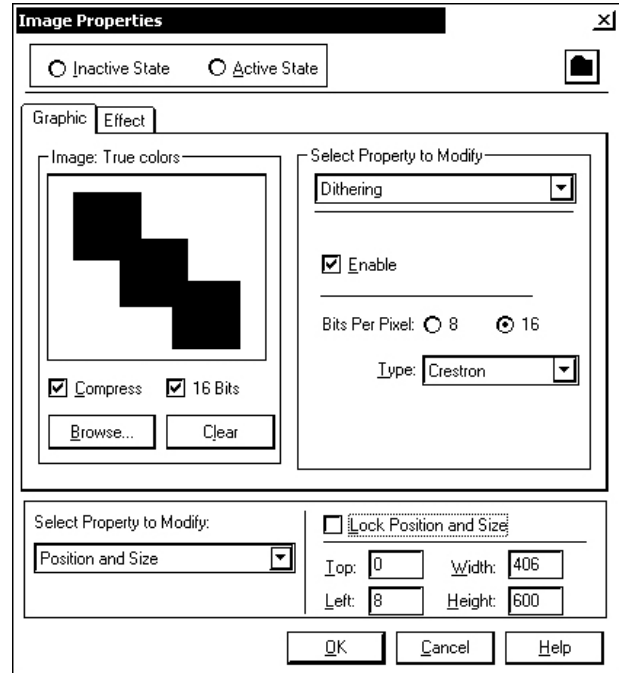 Image Properties
Inactive State Active State
Graphic Effect
Image: True colors
Compress 16 Bits
Browse... Clear
Select Property to Modify
Dithering
Enable
Bits Per Pixel: 8 16
Type: Crestron
Select Property to Modify:
Position and Size
Lock Position and Size
Top: 0 Width: 406
Left: 8 Height: 600
OK Cancel Help